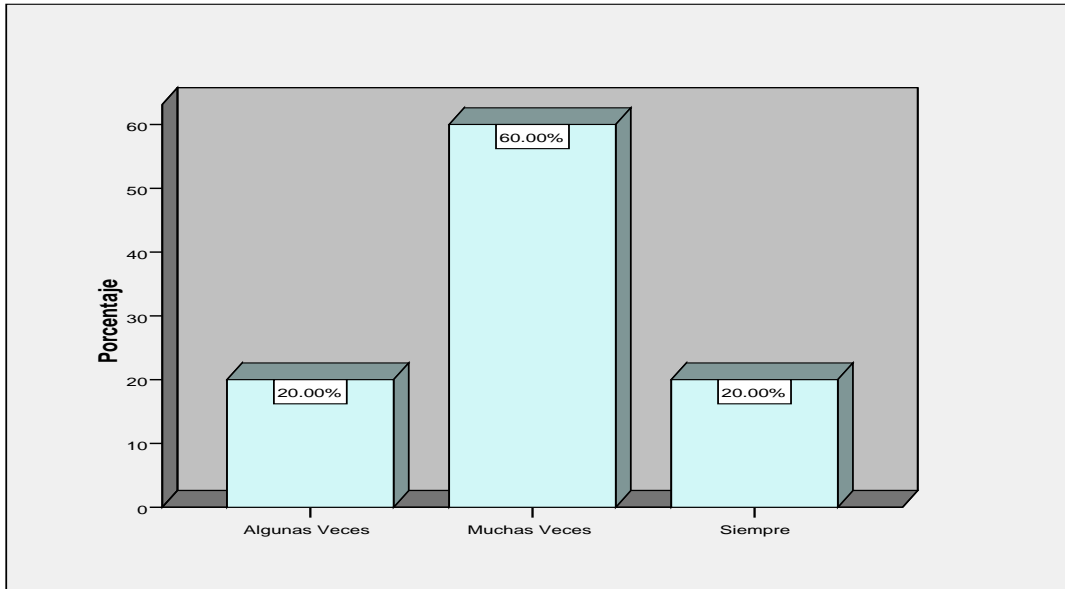 Porcentaje
60
50
40
30
20
10
0
20.00%
60.00%
20.00%
Algunas Veces
Muchas Veces
Siempre